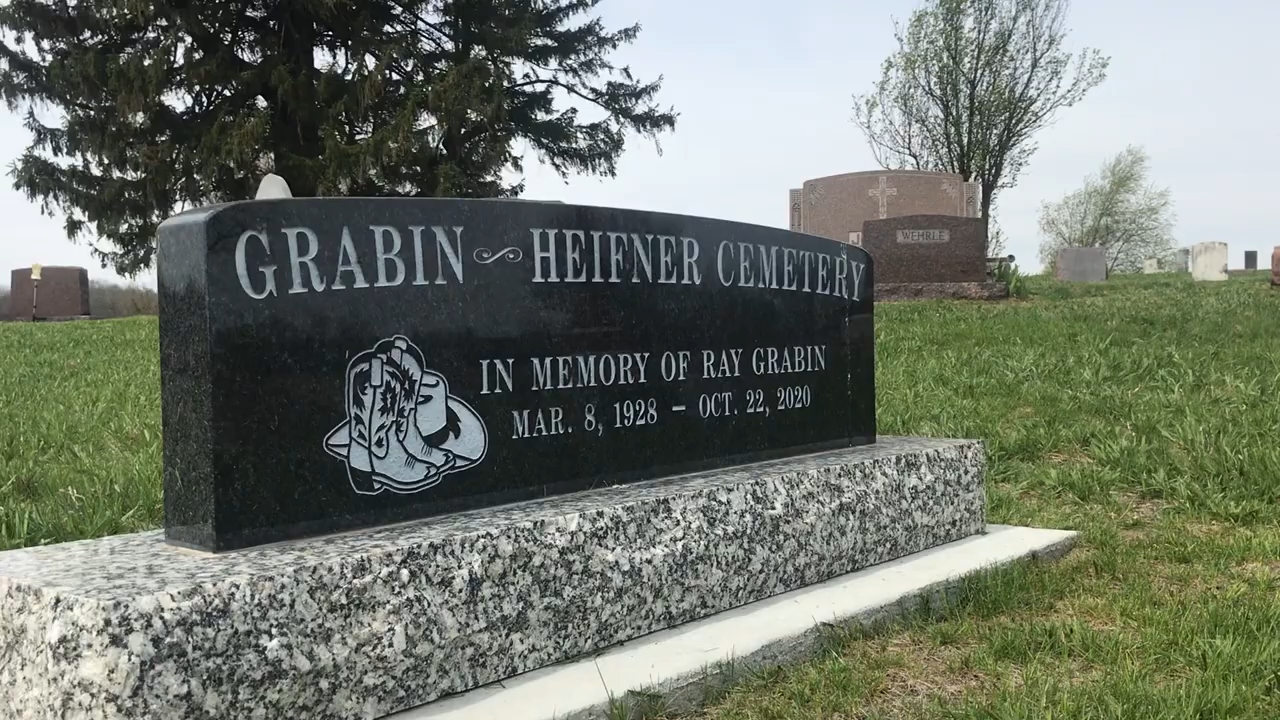 GRABIN ~ HEIFNER CEMETERY
IN MEMORY OF RAY GRABIN
MAR. 8, 1928 – OCT. 22, 2020
J
WEHRLE